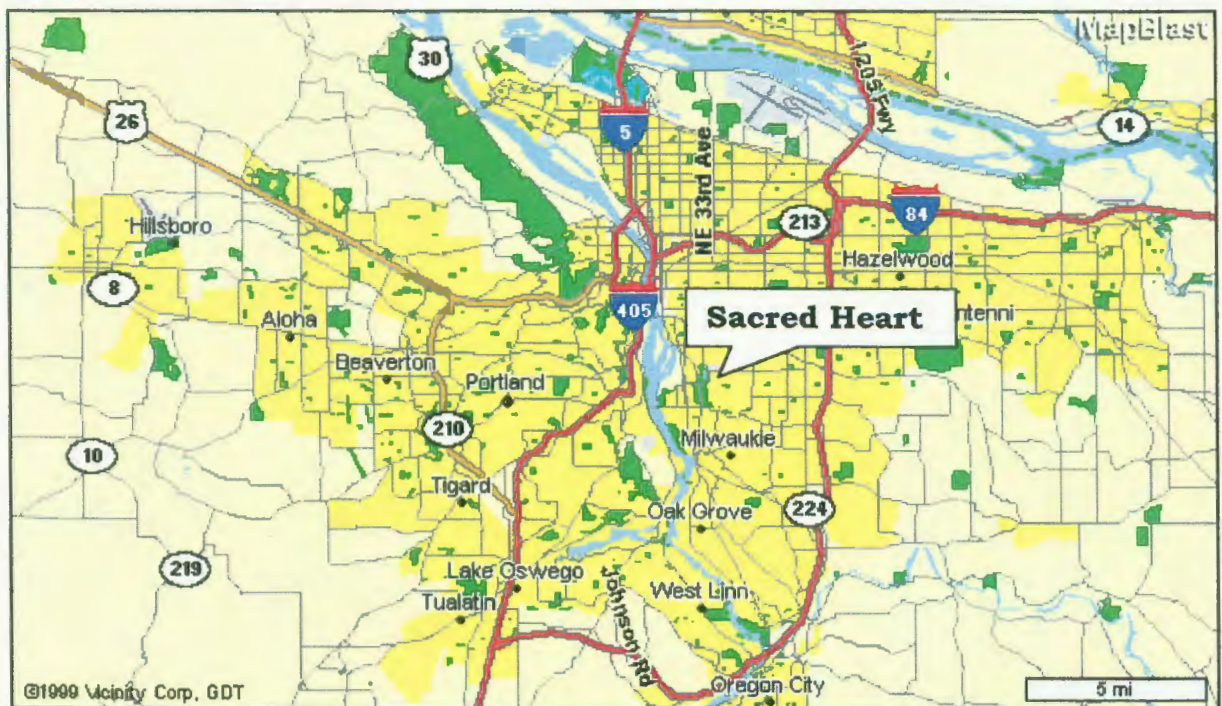 MapBlast
30
26
5
I 205 Fwy
14
NE 33rd Ave
213
84
Hillsboro
Hazelwood
8
405
Sacred Heart
ntenni
Aloha
Beaverton
Portland
210
Milwaukie
10
Tigard
Oak Grove
224
219
Lake Oswego
Johnson Rd
West Linn
Tualatin
©1999 Vicinity Corp, GDT
Oregon City
5 mi